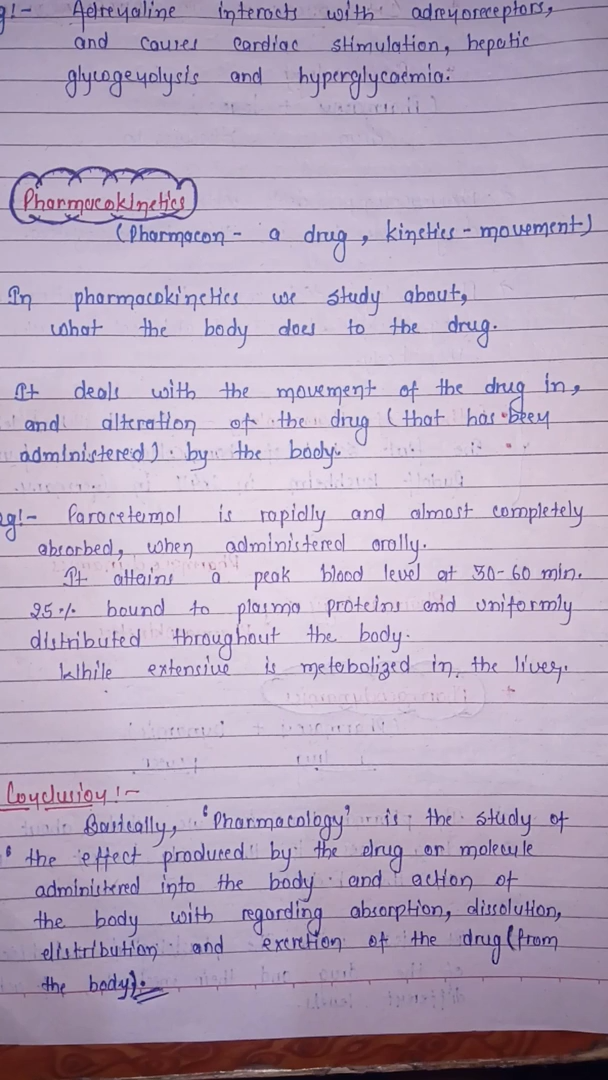 eg:- Adrenaline interacts with adrenoreceptors,
and causes cardiac stimulation, hepatic
glycogenolysis and hyperglycaemia.
Pharmacokinetics
(Pharmacon - a drug, kinetics - movement)
In pharmacokinetics we study about,
what the body does to the drug.
It deals with the movement of the drug in,
and alteration of the drug (that has been
administered) by the body.
eg:- Paracetamol is rapidly and almost completely
absorbed, when administered orally.
It attains a peak blood level at 30-60 min.
25% bound to plasma proteins and uniformly
distributed throughout the body.
While extensive is metabolized in the liver.
Conclusion :-
Basically, 'Pharmacology' is the study of
the effect produced by the drug or molecule
administered into the body and action of
the body with regarding absorption, dissolution,
distribution and excretion of the drug (from
the body).